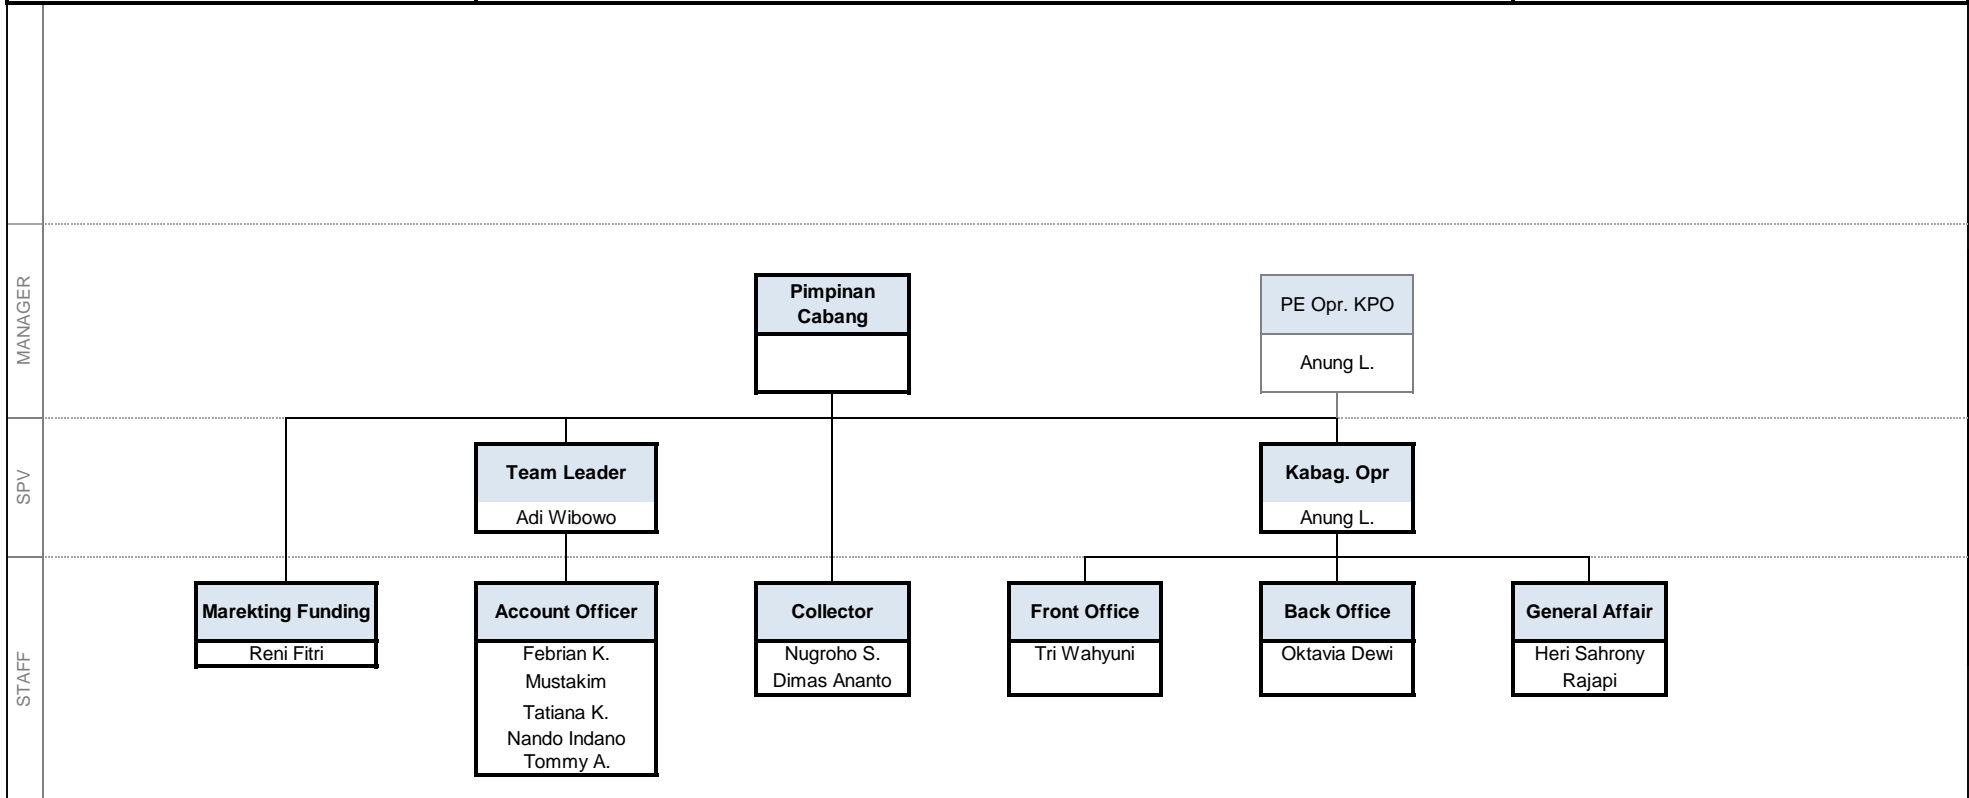 MANAGER
Pimpinan
Cabang
PE Opr. KPO
Anung L.
SPV
Team Leader
Adi Wibowo
Kabag. Opr
Anung L.
STAFF
Marekting Funding
Reni Fitri
Account Officer
Febrian K.
Mustakim
Tatiana K.
Nando Indano
Tommy A.
Collector
Nugroho S.
Dimas Ananto
Front Office
Tri Wahyuni
Back Office
Oktavia Dewi
General Affair
Heri Sahrony
Rajapi